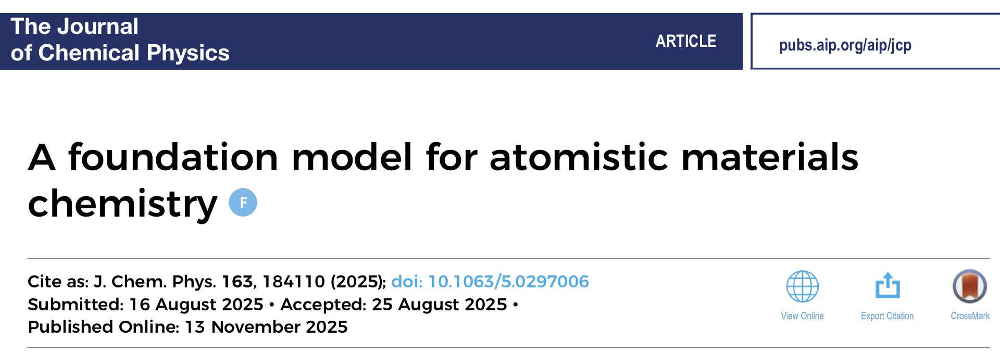 The Journal
of Chemical Physics
ARTICLE
pubs.aip.org/aip/jcp
A foundation model for atomistic materials
chemistry F
Cite as: J. Chem. Phys. 163, 184110 (2025); doi: 10.1063/5.0297006
Submitted: 16 August 2025 • Accepted: 25 August 2025 •
Published Online: 13 November 2025
View Online
Export Citation
CrossMark